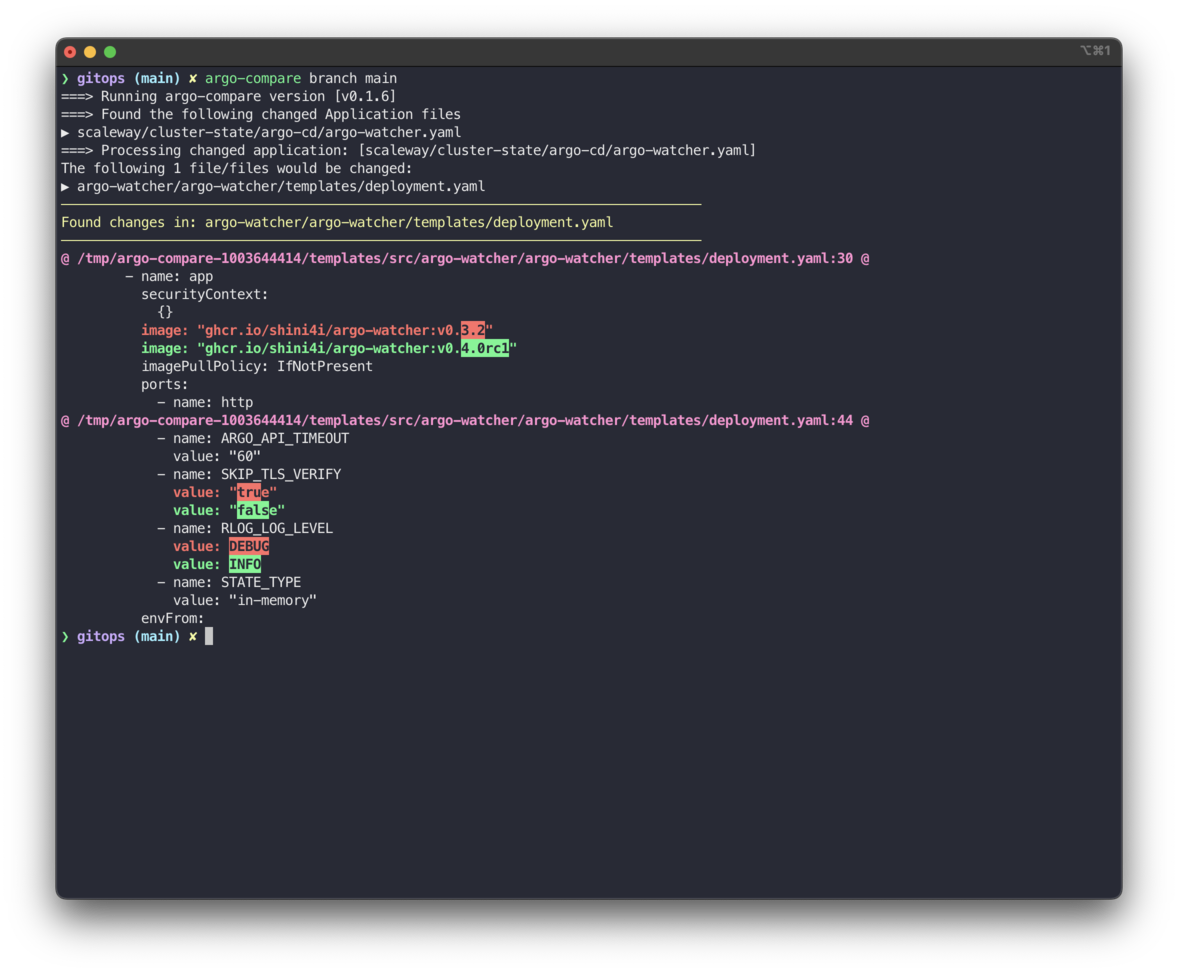 ⌥⌘1
❯ gitops (main) ✘ argo-compare branch main
===> Running argo-compare version [v0.1.6]
===> Found the following changed Application files
▶ scaleway/cluster-state/argo-cd/argo-watcher.yaml
===> Processing changed application: [scaleway/cluster-state/argo-cd/argo-watcher.yaml]
The following 1 file/files would be changed:
▶ argo-watcher/argo-watcher/templates/deployment.yaml
Found changes in: argo-watcher/argo-watcher/templates/deployment.yaml
@ /tmp/argo-compare-1003644414/templates/src/argo-watcher/argo-watcher/templates/deployment.yaml:30 @
        - name: app
          securityContext:
            {}
          image: "ghcr.io/shini4i/argo-watcher:v0.3.2"
          image: "ghcr.io/shini4i/argo-watcher:v0.4.0rc1"
          imagePullPolicy: IfNotPresent
          ports:
            - name: http
@ /tmp/argo-compare-1003644414/templates/src/argo-watcher/argo-watcher/templates/deployment.yaml:44 @
            - name: ARGO_API_TIMEOUT
              value: "60"
            - name: SKIP_TLS_VERIFY
              value: "true"
              value: "false"
            - name: RLOG_LOG_LEVEL
              value: DEBUG
              value: INFO
            - name: STATE_TYPE
              value: "in-memory"
          envFrom:
❯ gitops (main) ✘